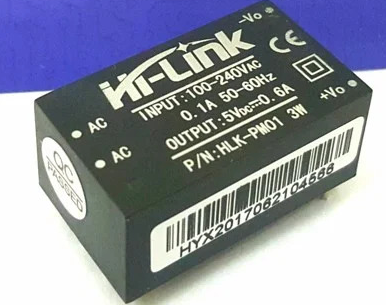 Hi-Link
-Vo
CE
INPUT:100-240VAC
0.1A 50-60Hz
OUTPUT:5VDC⎓0.6A
+Vo
P/N:HLK-PM01 3W
AC
AC
QC
PASSED
HYX2017062104566